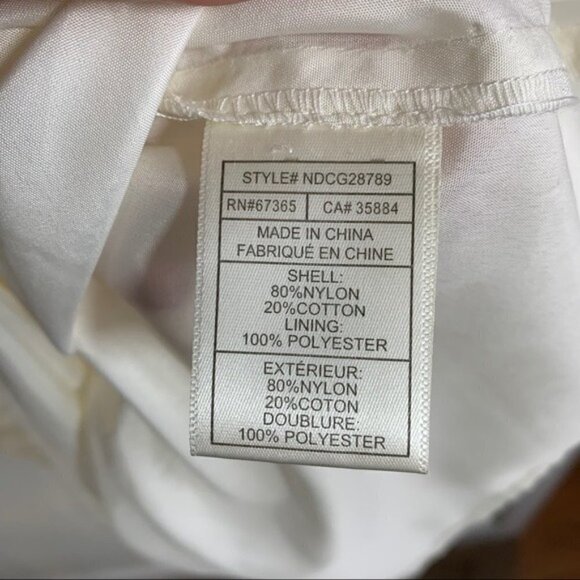 STYLE# NDCG28789
RN#67365 CA# 35884
MADE IN CHINA
FABRIQUÉ EN CHINE
SHELL:
80%NYLON
20%COTTON
LINING:
100% POLYESTER
EXTÉRIEUR:
80%NYLON
20%COTON
DOUBLURE:
100% POLYESTER